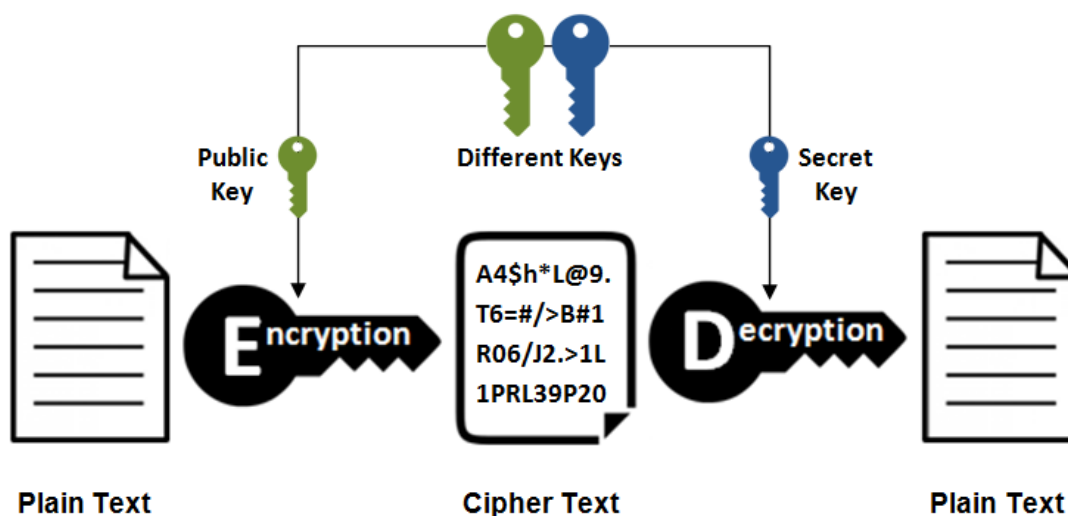 Public
Key
Different Keys
Secret
Key
Encryption
A4$h*L@9.
T6=#/>B#1
R06/J2.>1L
1PRL39P20
Decryption
Plain Text
Cipher Text
Plain Text